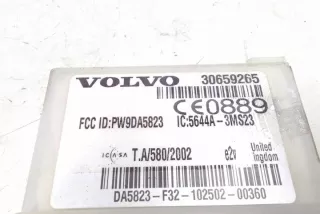 VOLVO 30659265
CE0889
FCC ID:PW9DA5823 IC:5644A-3MS23
ICASA T.A/580/2002 e2v United Kingdom
DA5823-F32-102502-00360